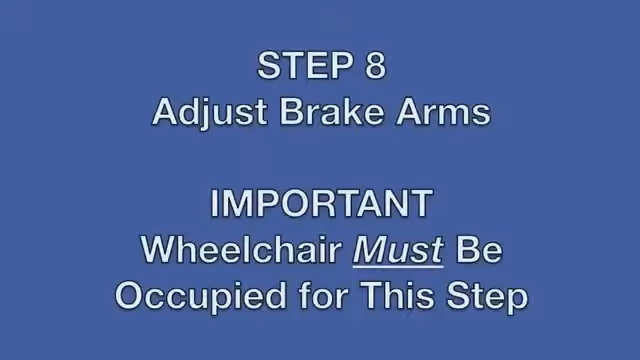 STEP 8
Adjust Brake Arms
IMPORTANT
Wheelchair Must Be
Occupied for This Step